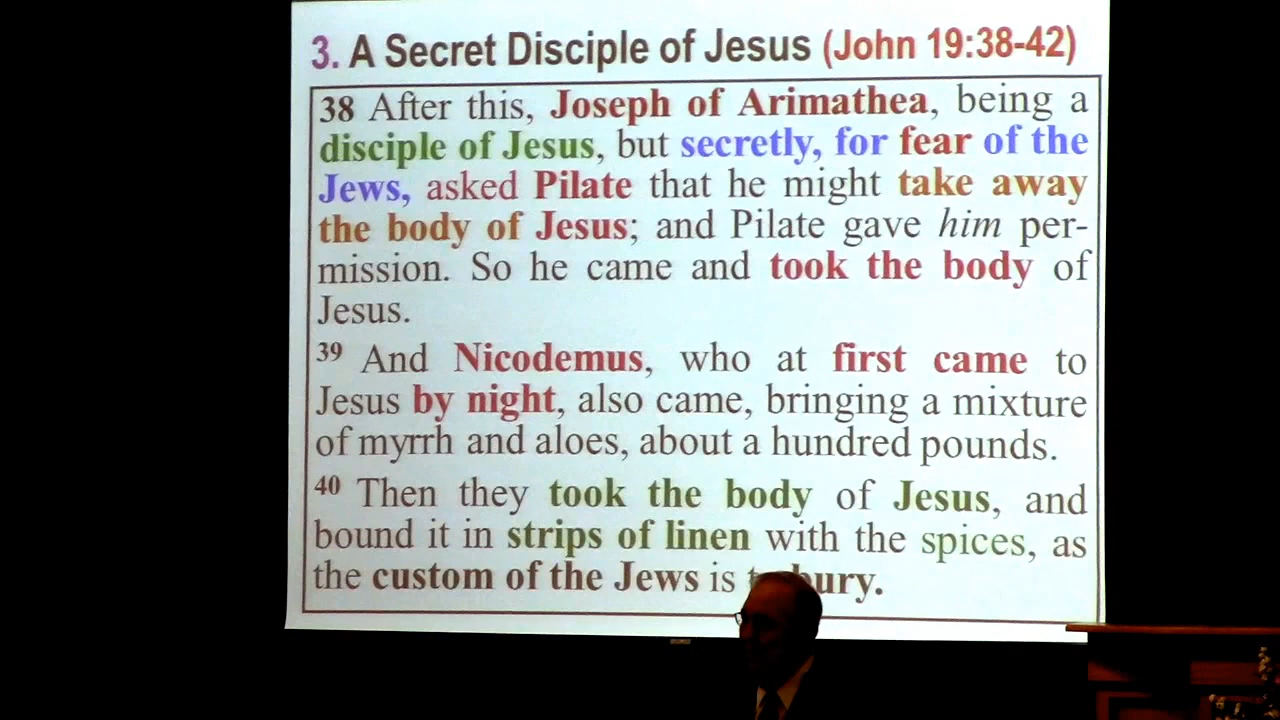 3. A Secret Disciple of Jesus (John 19:38-42)
38 After this, Joseph of Arimathea, being a
disciple of Jesus, but secretly, for fear of the
Jews, asked Pilate that he might take away
the body of Jesus; and Pilate gave him per-
mission. So he came and took the body of
Jesus.
39 And Nicodemus, who at first came to
Jesus by night, also came, bringing a mixture
of myrrh and aloes, about a hundred pounds.
40 Then they took the body of Jesus, and
bound it in strips of linen with the spices, as
the custom of the Jews is bury.